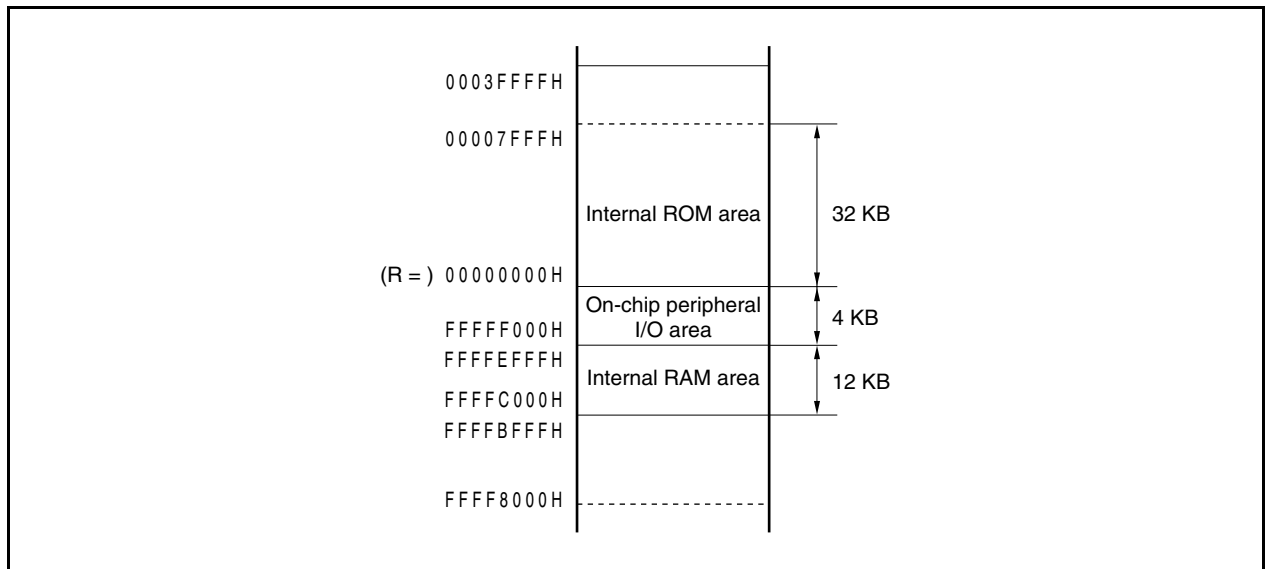 0003FFFFH
00007FFFH
Internal ROM area
32 KB
(R = ) 00000000H
On-chip peripheral
I/O area
4 KB
FFFFF000H
FFFFEFFFH
Internal RAM area
12 KB
FFFFC000H
FFFFBFFFH
FFFF8000H